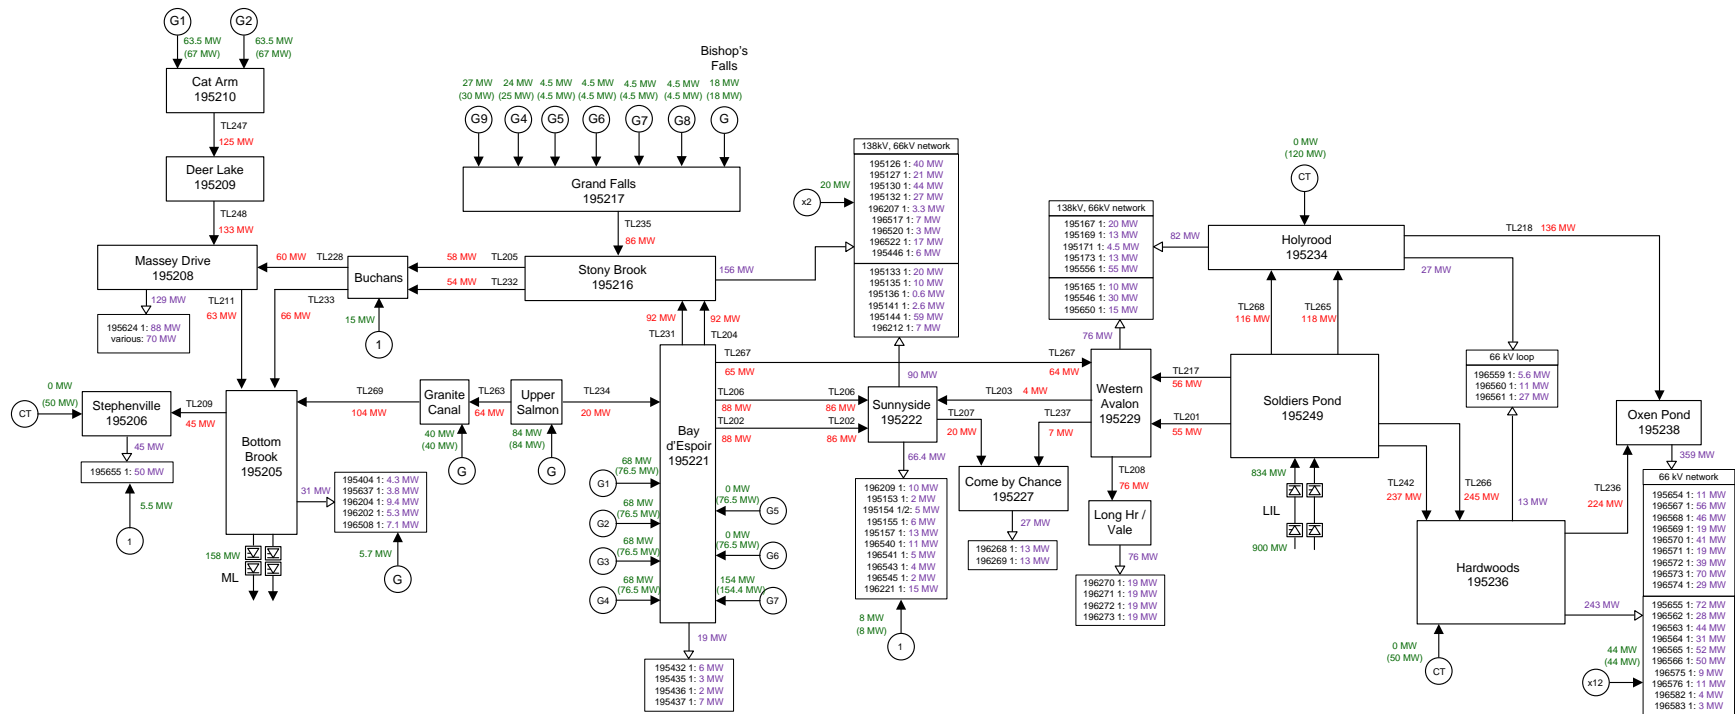 G1
63.5 MW
(67 MW)
G2
63.5 MW
(67 MW)
Cat Arm
195210
TL247
125 MW
Deer Lake
195209
TL248
133 MW
Massey Drive
195208
129 MW
195624 1: 88 MW
various: 70 MW
TL211
63 MW
60 MW
TL228
TL233
66 MW
Buchans
15 MW
1
58 MW
TL205
54 MW
TL232
Bishop's
Falls
27 MW
(30 MW)
G9
24 MW
(25 MW)
G4
4.5 MW
(4.5 MW)
G5
4.5 MW
(4.5 MW)
G6
4.5 MW
(4.5 MW)
G7
4.5 MW
(4.5 MW)
G8
18 MW
(18 MW)
G
Grand Falls
195217
TL235
86 MW
Stony Brook
195216
156 MW
92 MW
TL231
92 MW
TL204
0 MW
(50 MW)
CT
Stephenville
195206
TL209
45 MW
45 MW
195655 1: 50 MW
5.5 MW
1
Bottom
Brook
195205
158 MW
ML
31 MW
195404 1: 4.3 MW
195637 1: 3.8 MW
196204 1: 9.4 MW
196202 1: 5.3 MW
196508 1: 7.1 MW
5.7 MW
G
TL269
104 MW
Granite
Canal
40 MW
(40 MW)
G
TL263
64 MW
Upper
Salmon
84 MW
(84 MW)
G
TL234
20 MW
Bay
d'Espoir
195221
68 MW
(76.5 MW)
G1
68 MW
(76.5 MW)
G2
68 MW
(76.5 MW)
G3
68 MW
(76.5 MW)
G4
0 MW
(76.5 MW)
G5
0 MW
(76.5 MW)
G6
154 MW
(154.4 MW)
G7
19 MW
195432 1: 6 MW
195435 1: 3 MW
195436 1: 2 MW
195437 1: 7 MW
TL267
65 MW
TL267
64 MW
TL206
88 MW
TL206
86 MW
TL202
88 MW
TL202
86 MW
x2
20 MW
138kV, 66kV network
195126 1: 40 MW
195127 1: 21 MW
195130 1: 44 MW
195132 1: 27 MW
196207 1: 3.3 MW
196517 1: 7 MW
196520 1: 3 MW
196522 1: 17 MW
195446 1: 6 MW
195133 1: 20 MW
195135 1: 10 MW
195136 1: 0.6 MW
195141 1: 2.6 MW
195144 1: 59 MW
196212 1: 7 MW
90 MW
Sunnyside
195222
66.4 MW
196209 1: 10 MW
195153 1: 2 MW
195154 1/2: 5 MW
195155 1: 6 MW
195157 1: 13 MW
196540 1: 11 MW
196541 1: 5 MW
196543 1: 4 MW
196545 1: 2 MW
196221 1: 15 MW
8 MW
(8 MW)
1
TL203
4 MW
TL207
20 MW
TL237
7 MW
Come by Chance
195227
27 MW
196268 1: 13 MW
196269 1: 13 MW
138kV, 66kV network
195167 1: 20 MW
195169 1: 13 MW
195171 1: 4.5 MW
195173 1: 13 MW
195556 1: 55 MW
195165 1: 10 MW
195546 1: 30 MW
195650 1: 15 MW
82 MW
76 MW
Western
Avalon
195229
TL208
76 MW
Long Hr /
Vale
76 MW
196270 1: 19 MW
196271 1: 19 MW
196272 1: 19 MW
196273 1: 19 MW
TL217
56 MW
TL201
55 MW
0 MW
(120 MW)
CT
Holyrood
195234
TL218
136 MW
27 MW
TL268
116 MW
TL265
118 MW
Soldiers Pond
195249
834 MW
LIL
900 MW
TL242
237 MW
TL266
245 MW
66 kV loop
196559 1: 5.6 MW
196560 1: 11 MW
196561 1: 27 MW
13 MW
Hardwoods
195236
0 MW
(50 MW)
CT
TL236
224 MW
243 MW
Oxen Pond
195238
359 MW
66 kV network
195654 1: 11 MW
196567 1: 56 MW
196568 1: 46 MW
196569 1: 19 MW
196570 1: 41 MW
196571 1: 19 MW
196572 1: 39 MW
196573 1: 70 MW
196574 1: 29 MW
195655 1: 72 MW
196562 1: 28 MW
196563 1: 44 MW
196564 1: 31 MW
196565 1: 52 MW
196566 1: 50 MW
196575 1: 9 MW
196576 1: 11 MW
196582 1: 4 MW
196583 1: 3 MW
44 MW
(44 MW)
x12